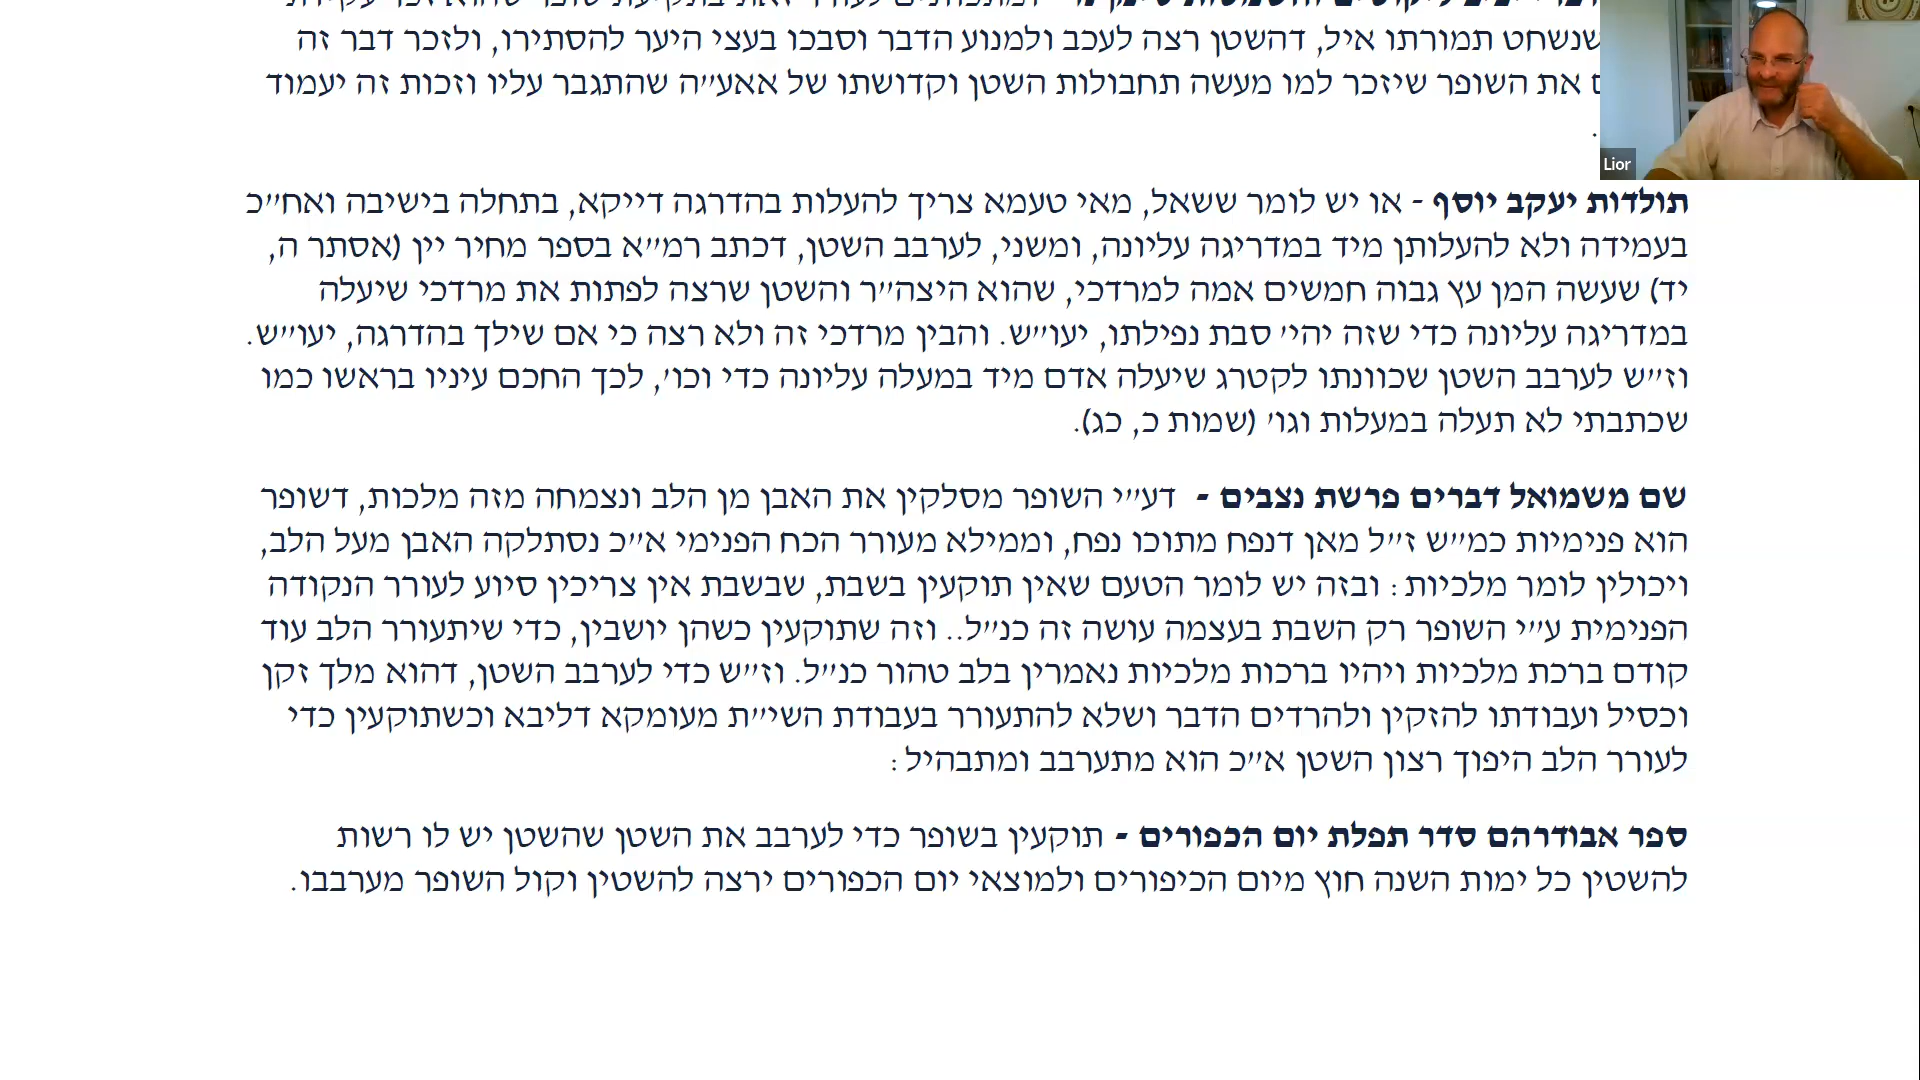 שנשחט תמורתו איל, דהשטן רצה לעכב ולמנוע הדבר וסבכו בעצי היער להסתירו, ולזכר דבר זה
את השופר שיזכר למו מעשה תחבולות השטן וקדושתו של אאע״ה שהתגבר עליו וזכות זה יעמוד
.
Lior
תולדות יעקב יוסף - או יש לומר ששאל, מאי טעמא צריך להעלות בהדרגה דייקא, בתחלה בישיבה ואח״כ
בעמידה ולא להעלותן מיד במדריגה עליונה, ומשני, לערבב השטן, דכתב רמ״א בספר מחיר יין (אסתר ה,
יד) שעשה המן עץ גבוה חמשים אמה למרדכי, שהוא היצה״ר והשטן שרצה לפתות את מרדכי שיעלה
במדריגה עליונה כדי שזה יהי׳ סבת נפילתו, יעו״ש. והבין מרדכי זה ולא רצה כי אם שילך בהדרגה, יעו״ש.
וז״ש לערבב השטן שכוונתו לקטרג שיעלה אדם מיד במעלה עליונה כדי וכו׳, לכך החכם עיניו בראשו כמו
שכתבתי לא תעלה במעלות וגו׳ (שמות כ, כג).
שם משמואל דברים פרשת נצבים - דע״י השופר מסלקין את האבן מן הלב ונצמחה מזה מלכות, דשופר
הוא פנימיות כמ״ש ז״ל מאן דנפח מתוכו נפח, וממילא מעורר הכח הפנימי א״כ נסתלקה האבן מעל הלב,
ויכולין לומר מלכיות : ובזה יש לומר הטעם שאין תוקעין בשבת, שבשבת אין צריכין סיוע לעורר הנקודה
הפנימית ע״י השופר רק השבת בעצמה עושה זה כנ״ל.. וזה שתוקעין כשהן יושבין, כדי שיתעורר הלב עוד
קודם ברכת מלכיות ויהיו ברכות מלכיות נאמרין בלב טהור כנ״ל. וז״ש כדי לערבב השטן, דהוא מלך זקן
וכסיל ועבודתו להזקין ולהרדים הדבר ושלא להתעורר בעבודת השי״ת מעומקא דליבא וכשתוקעין כדי
לעורר הלב היפוך רצון השטן א״כ הוא מתערבב ומתבהיל :
ספר אבודרהם סדר תפלת יום הכפורים - תוקעין בשופר כדי לערבב את השטן שהשטן יש לו רשות
להשטין כל ימות השנה חוץ מיום הכיפורים ולמוצאי יום הכפורים ירצה להשטין וקול השופר מערבבו.